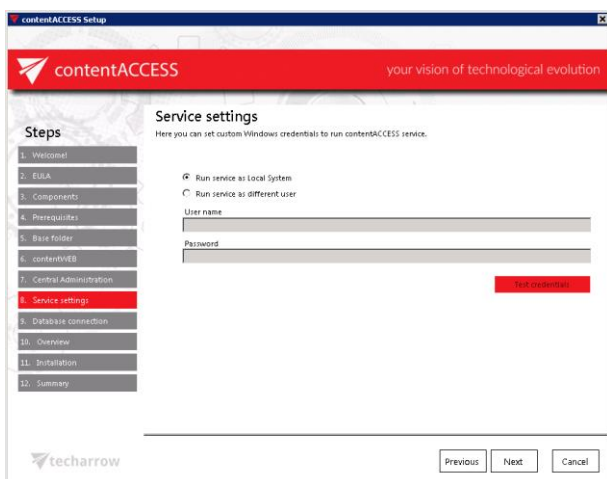 contentACCESS Setup
contentACCESS
your vision of technological evolution
Steps
1. Welcome!
2. EULA
3. Components
4. Prerequisites
5. Base folder
6. contentWEB
7. Central Administration
8. Service settings
9. Database connection
10. Overview
11. Installation
12. Summary
Service settings
Here you can set custom Windows credentials to run contentACCESS service.
Run service as Local System
Run service as different user
User name
Password
Test credentials
techarrow
Previous
Next
Cancel